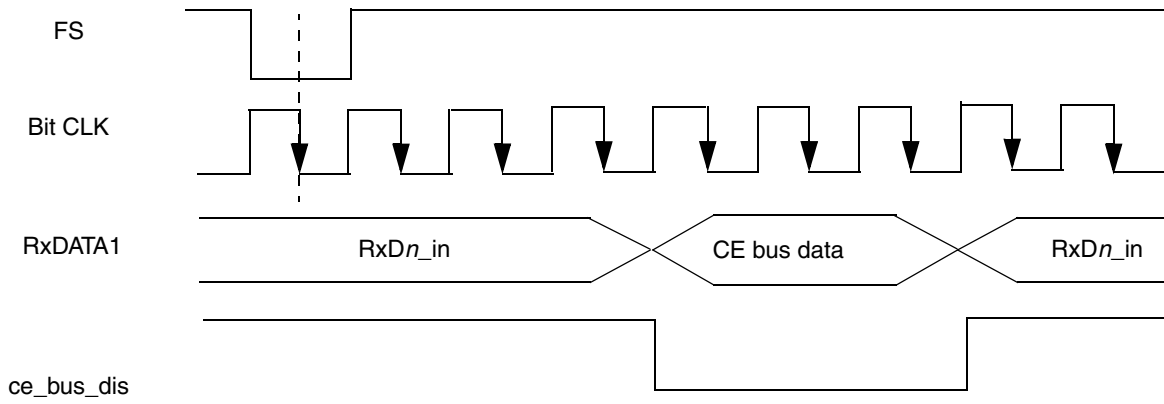 FS
Bit CLK
RxDATA1
RxDn_in
CE bus data
RxDn_in
ce_bus_dis